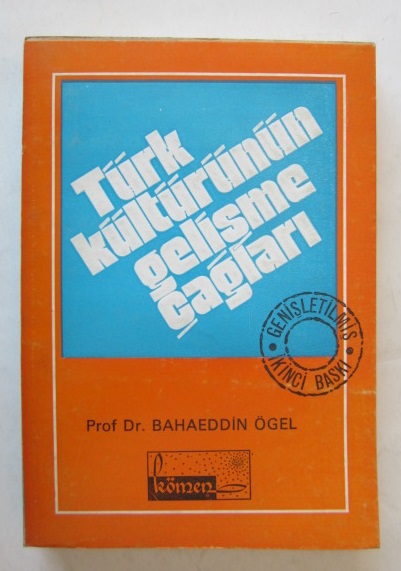 Türk
kültürünün
gelişme
çağları
GENİŞLETİLMİŞ
İKİNCİ BASKI
Prof Dr. BAHAEDDİN ÖGEL
kömen